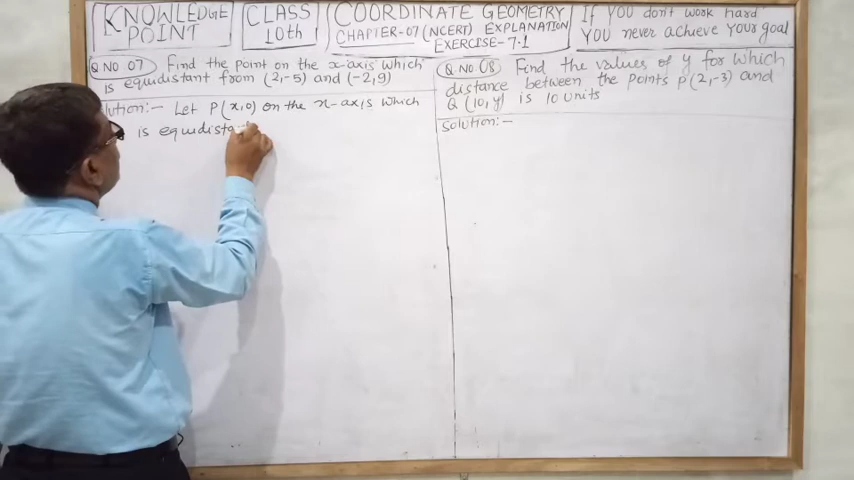 KNOWLEDGE
POINT
CLASS
10th
COORDINATE GEOMETRY
CHAPTER-07 (NCERT) EXPLANATION
EXERCISE-7.1
If YOU don't work hard
YOU never achieve YOUR goal
Q NO 07 Find the point on the x-axis which
is equidistant from (2,-5) and (-2,9)
lution:- Let P(x,0) on the x-axis which
is equidista
Q NO 08 Find the values of y for which
distance between the points P(2,-3) and
Q (10,y) is 10 units
Solution:-